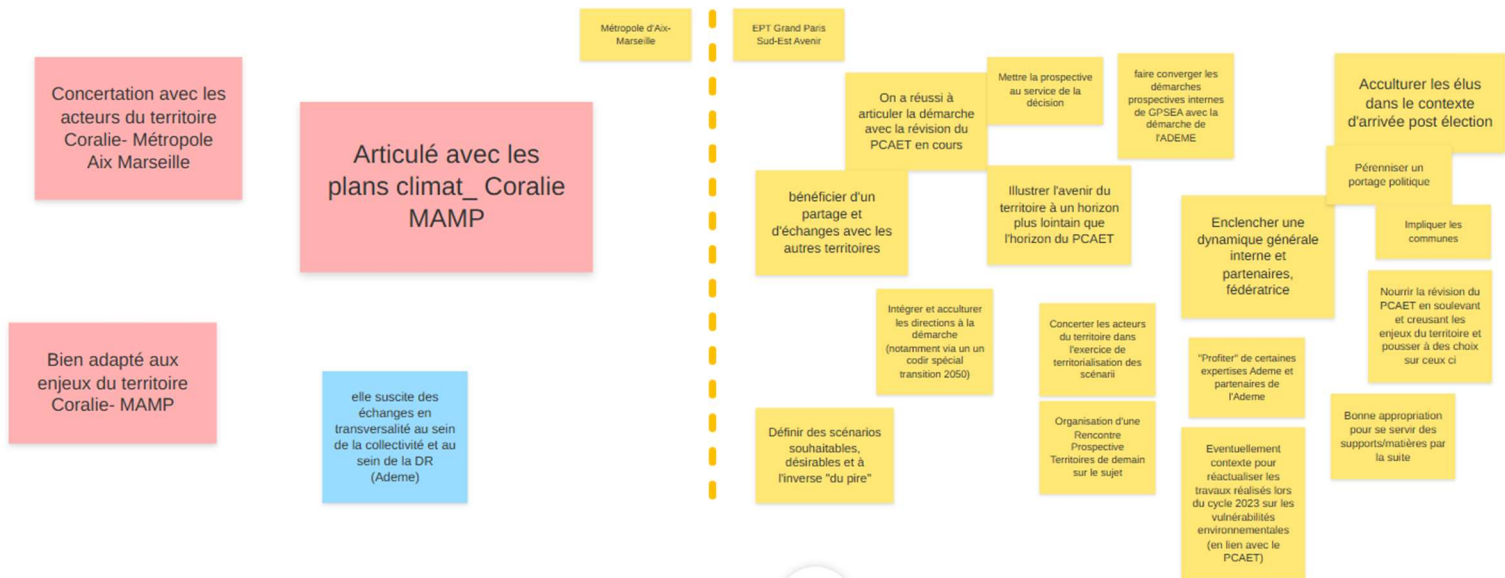 Métropole d'Aix-
Marseille
EPT Grand Paris
Sud-Est Avenir
Concertation avec les
acteurs du territoire
Coralie- Métropole
Aix Marseille
Articulé avec les
plans climat_ Coralie
MAMP
Bien adapté aux
enjeux du territoire
Coralie- MAMP
elle suscite des
échanges en
transversalité au sein
de la collectivité et au
sein de la DR
(Ademe)
On a réussi à
articuler la démarche
avec la révision du
PCAET en cours
Mettre la prospective
au service de la
décision
faire converger les
démarches
prospectives internes
de GPSEA avec la
démarche de
l'ADEME
Acculturer les élus
dans le contexte
d'arrivée post élection
Pérenniser un
portage politique
bénéficier d'un
partage et
d'échanges avec les
autres territoires
Illustrer l'avenir du
territoire à un horizon
plus lointain que
l'horizon du PCAET
Enclencher une
dynamique générale
interne et
partenaires,
fédératrice
Impliquer les
communes
Intégrer et acculturer
les directions à la
démarche
(notamment via un un
codir spécial
transition 2050)
Concerter les acteurs
du territoire dans
l'exercice de
territorialisation des
scénarii
"Profiter" de certaines
expertises Ademe et
partenaires de
l'Ademe
Nourrir la révision du
PCAET en soulevant
et creusant les
enjeux du territoire et
pousser à des choix
sur ceux ci
Définir des scénarios
souhaitables,
désirables et à
l'inverse "du pire"
Organisation d'une
Rencontre
Prospective
Territoires de demain
sur le sujet
Eventuellement
contexte pour
réactualiser les
travaux réalisés lors
du cycle 2023 sur les
vulnérabilités
environnementales
(en lien avec le
PCAET)
Bonne appropriation
pour se servir des
supports/matières par
la suite